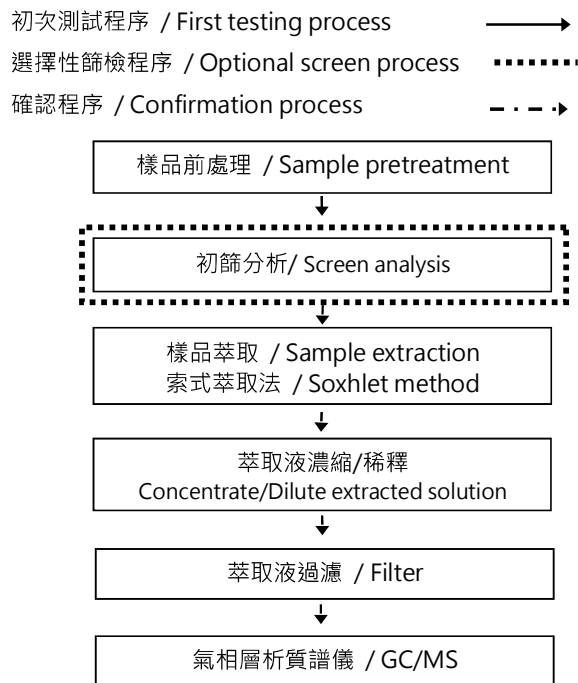 初次測試程序 / First testing process
選擇性篩檢程序 / Optional screen process
確認程序 / Confirmation process
樣品前處理 / Sample pretreatment
初篩分析/ Screen analysis
樣品萃取 / Sample extraction
索式萃取法 / Soxhlet method
萃取液濃縮/稀釋
Concentrate/Dilute extracted solution
萃取液過濾 / Filter
氣相層析質譜儀 / GC/MS